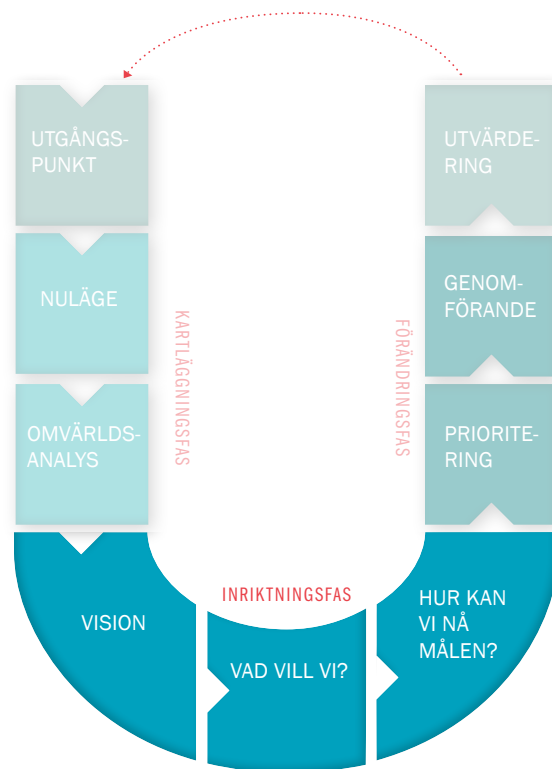 UTGÅNGS-
PUNKT
NULÄGE
OMVÄRLDS-
ANALYS
KARTLÄGGNINGSFAS
VISION
INRIKTNINGSFAS
VAD VILL VI?
HUR KAN
VI NÅ
MÅLEN?
PRIORITE-
RING
GENOM-
FÖRANDE
UTVÄRDE-
RING
FÖRÄNDRINGSFAS